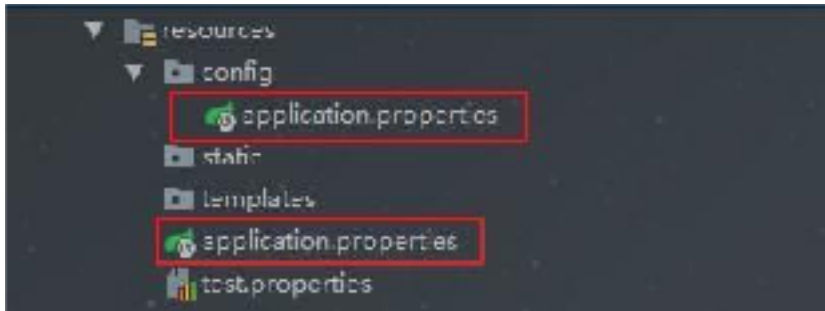 resources
config
application.properties
static
templates
application.properties
test.properties